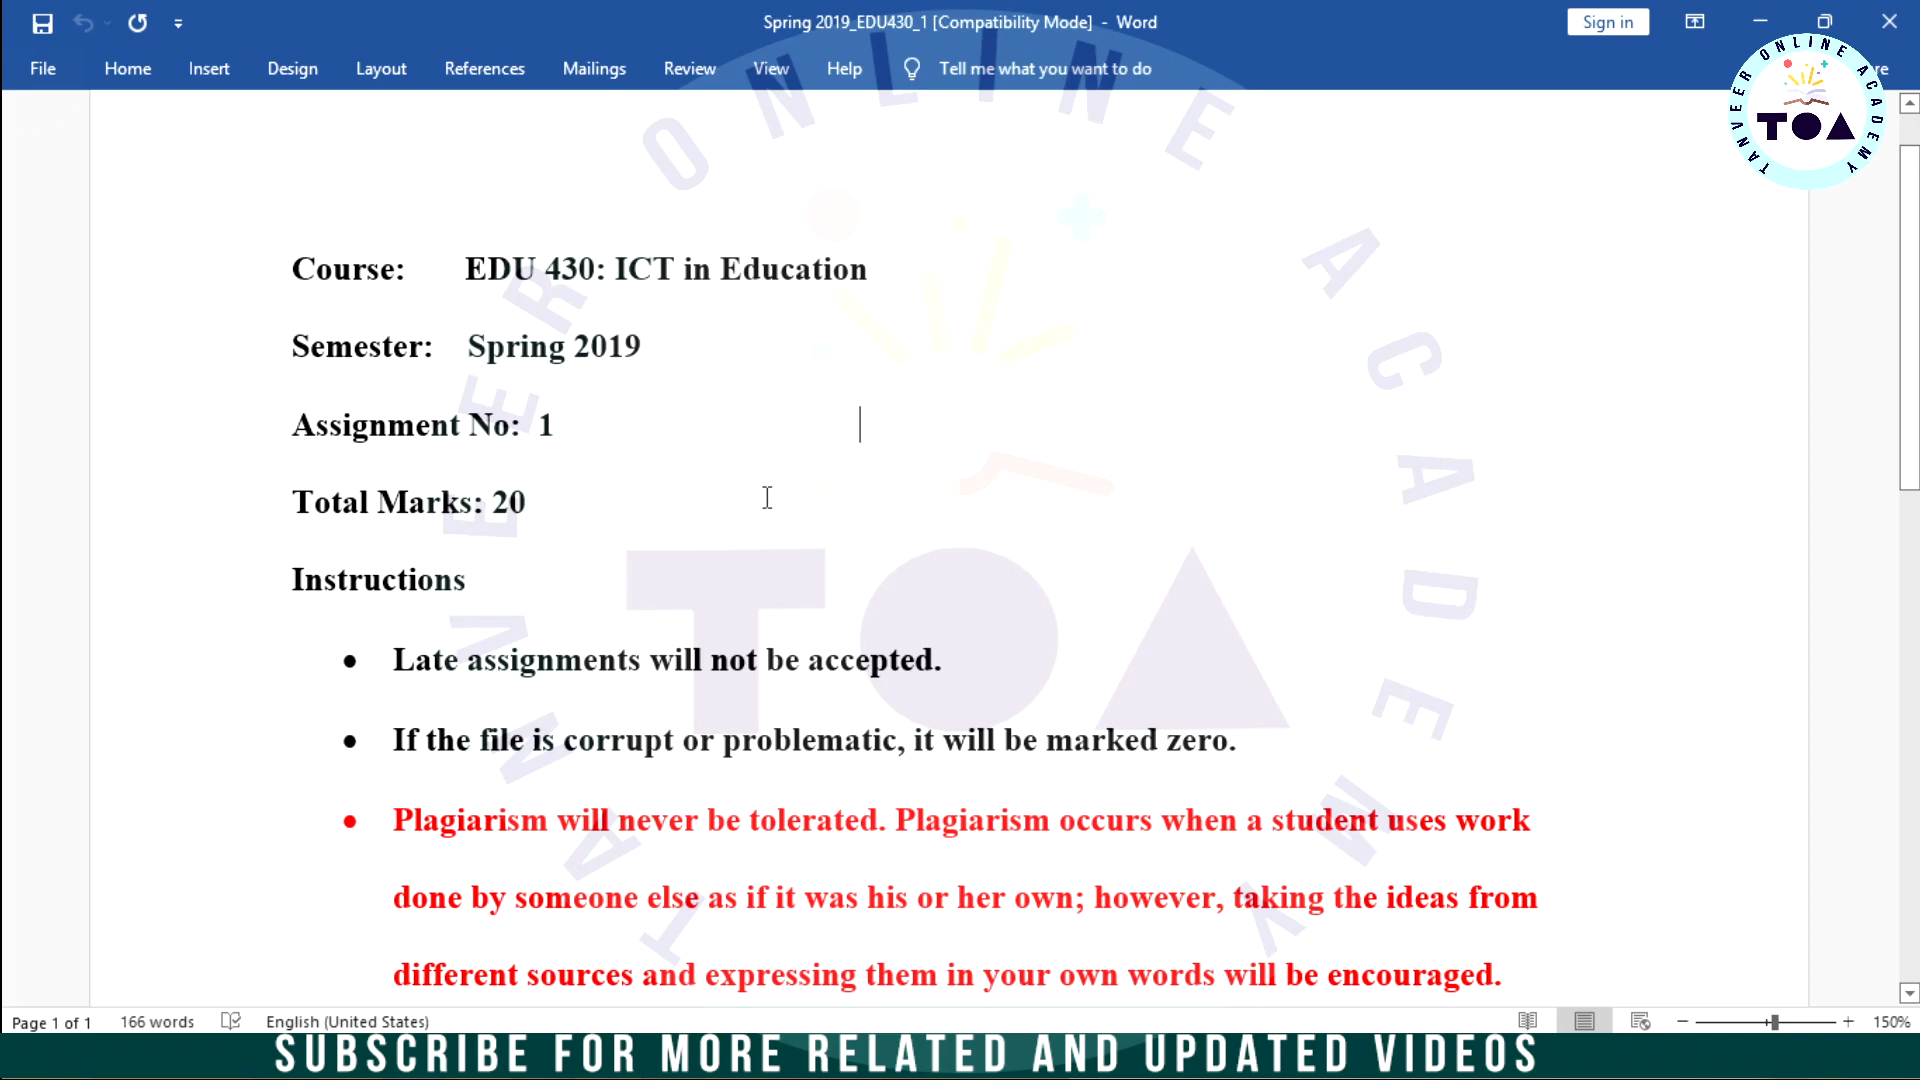 Spring 2019_EDU430_1 [Compatibility Mode] - Word
Sign in
File Home Insert Design Layout References Mailings Review View Help Tell me what you want to do
TANVEER ONLINE ACADEMY
TOA
TANVEER ONLINE ACADEMY
TOA
Course: EDU 430: ICT in Education
Semester: Spring 2019
Assignment No: 1
Total Marks: 20
Instructions
• Late assignments will not be accepted.
• If the file is corrupt or problematic, it will be marked zero.
• Plagiarism will never be tolerated. Plagiarism occurs when a student uses work
done by someone else as if it was his or her own; however, taking the ideas from
different sources and expressing them in your own words will be encouraged.
Page 1 of 1 166 words English (United States) 150%
SUBSCRIBE FOR MORE RELATED AND UPDATED VIDEOS